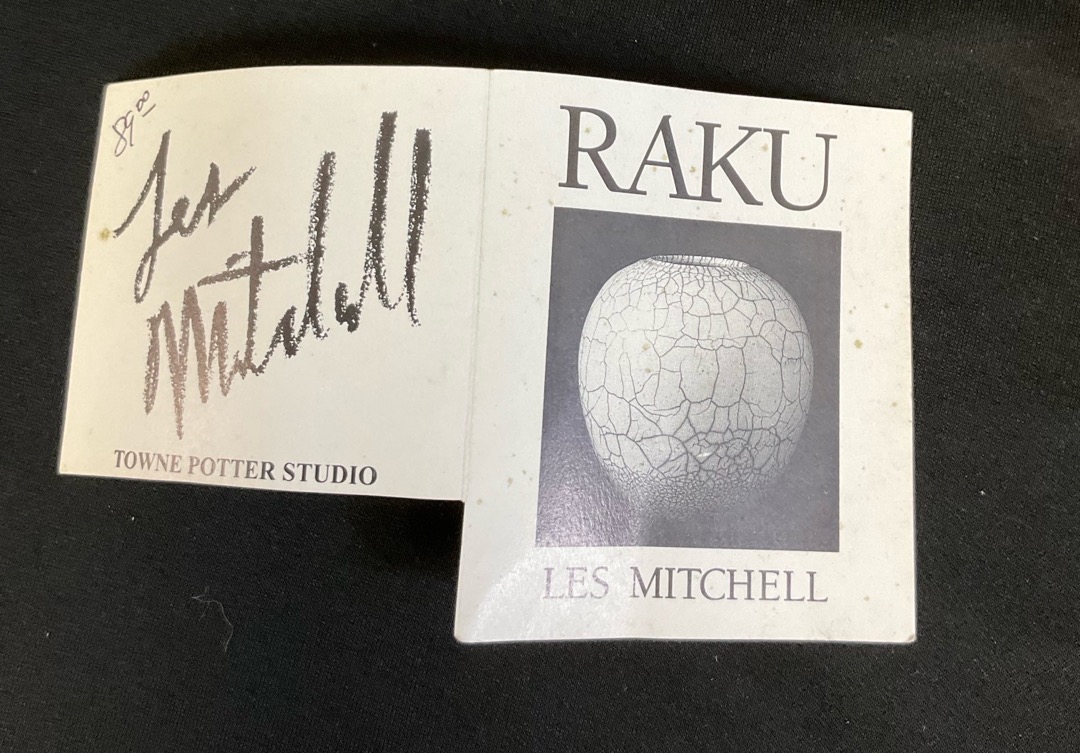 89.00
Les
Mitchell
TOWNE POTTER STUDIO
RAKU
LES MITCHELL